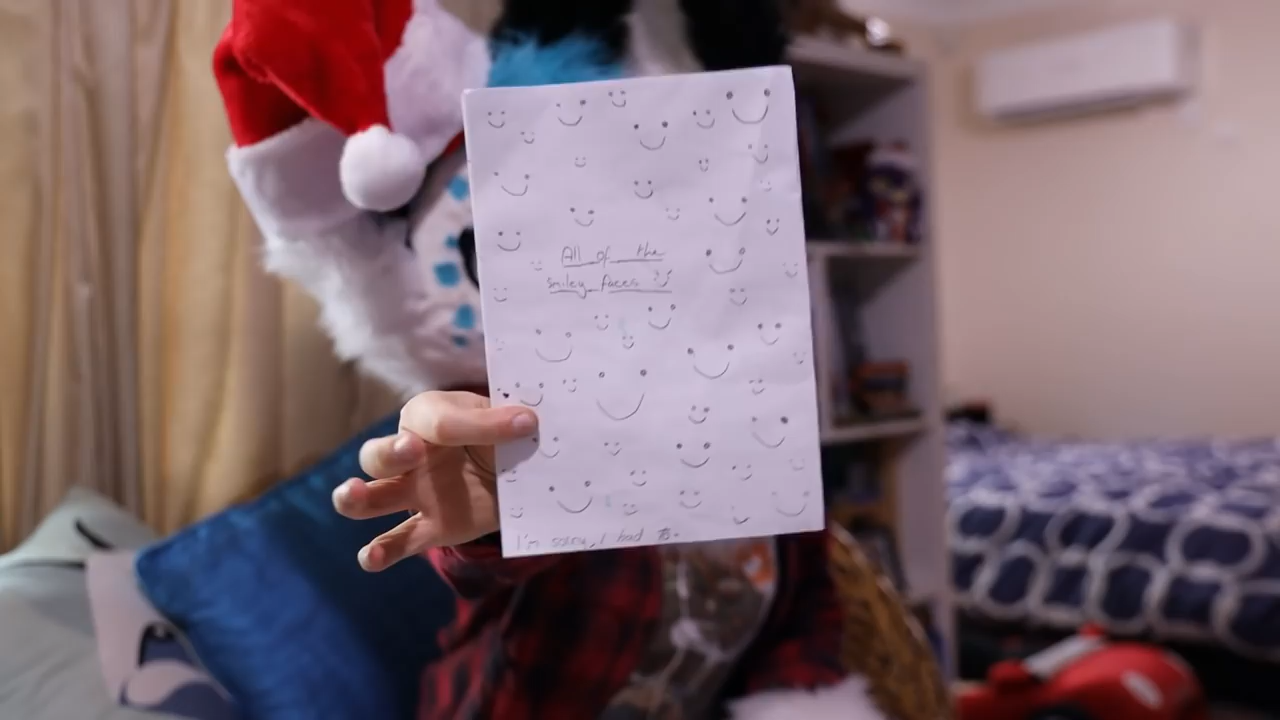 All of the
smiley faces
I'm sorry, I had to.